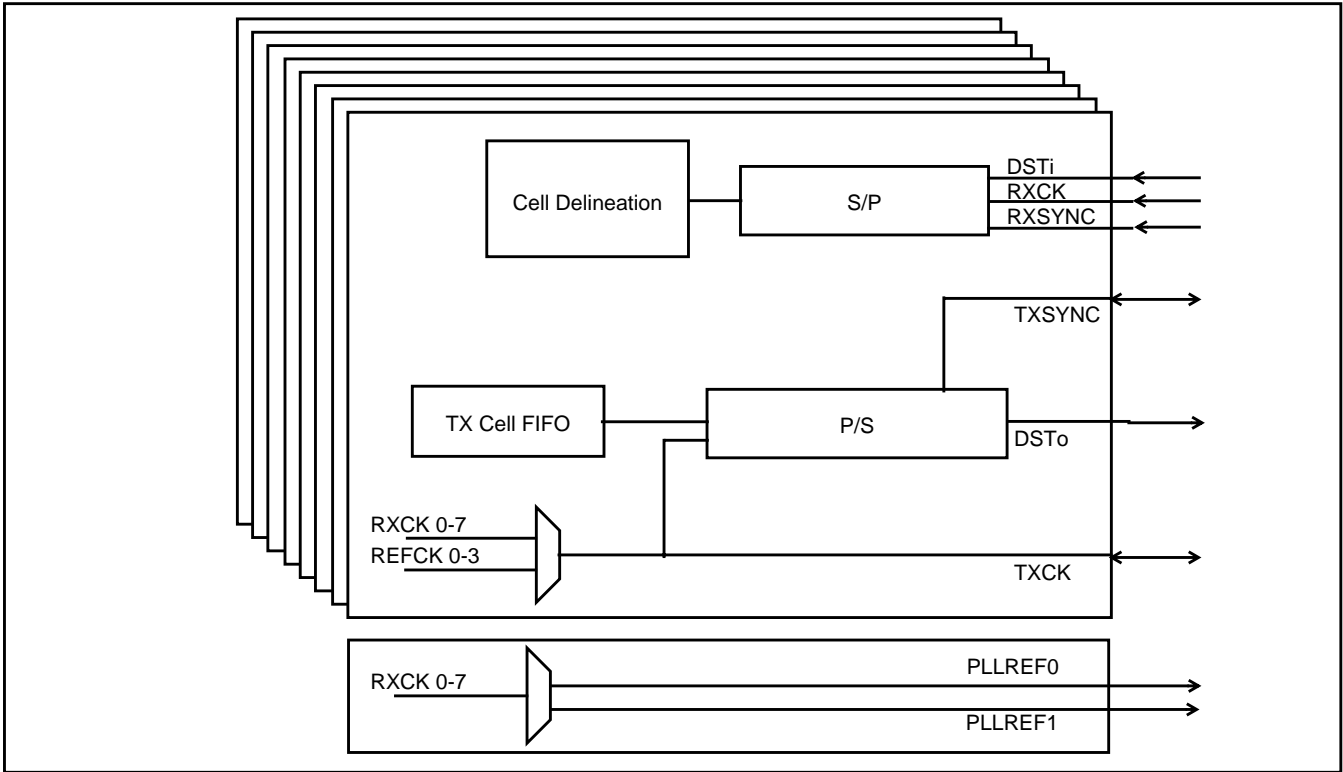 DSTi
Cell Delineation
S/P
RXCK
RXSYNC
TXSYNC
TX Cell FIFO
P/S
DSTo
RXCK 0-7
REFCK 0-3
TXCK
PLLREF0
RXCK 0-7
PLLREF1